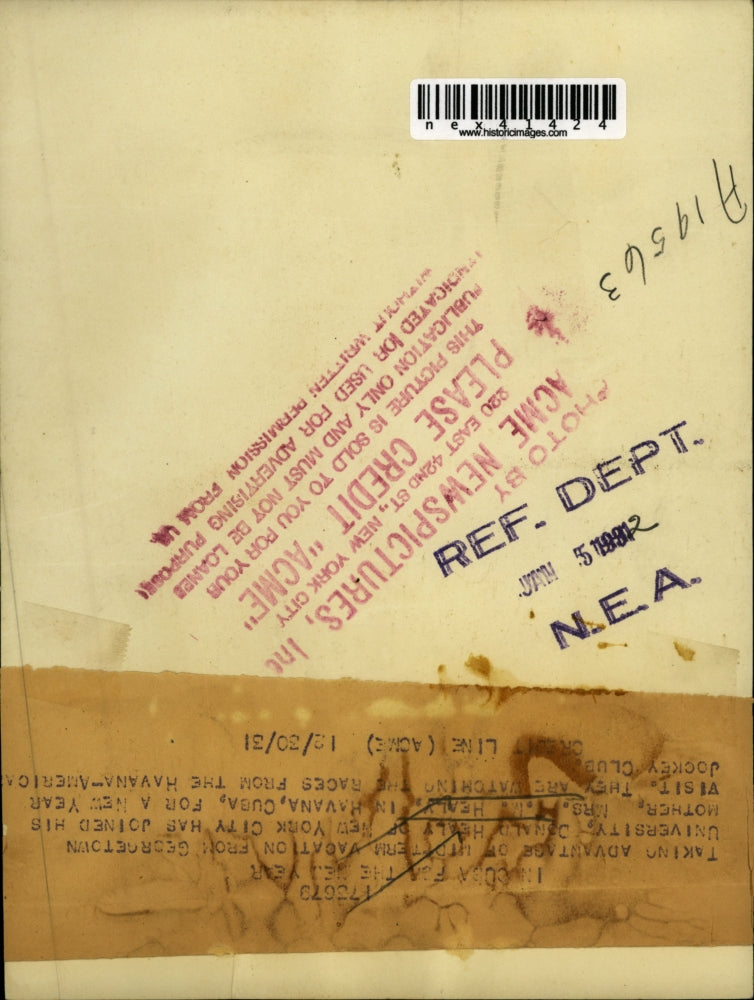 nex41424
www.historicimages.com
A19563
PHOTO BY
ACME NEWSPICTURES, Inc
220 EAST 42ND ST., NEW YORK CITY
PLEASE CREDIT "ACME"
THIS PICTURE IS SOLD TO YOU FOR YOUR
PUBLICATION ONLY AND MUST NOT BE LOANED
SYNDICATED OR USED FOR ADVERTISING PURPOSES
WITHOUT WRITTEN PERMISSION FROM US
REF. DEPT.
JAN 5
N.E.A.
173679
IN CUBA FOR THE NEW YEAR
TAKING ADVANTAGE OF MIDTERM VACATION FROM GEORGETOWN
UNIVERSITY, DONALD HEALY OF NEW YORK CITY HAS JOINED HIS
MOTHER, MRS. H.M. HEALY, IN HAVANA, CUBA, FOR A NEW YEAR
VISIT. THEY ARE WATCHING THE RACES FROM THE HAVANA-AMERICA
JOCKEY CLUB.
CREDIT LINE (ACME) 12/30/31